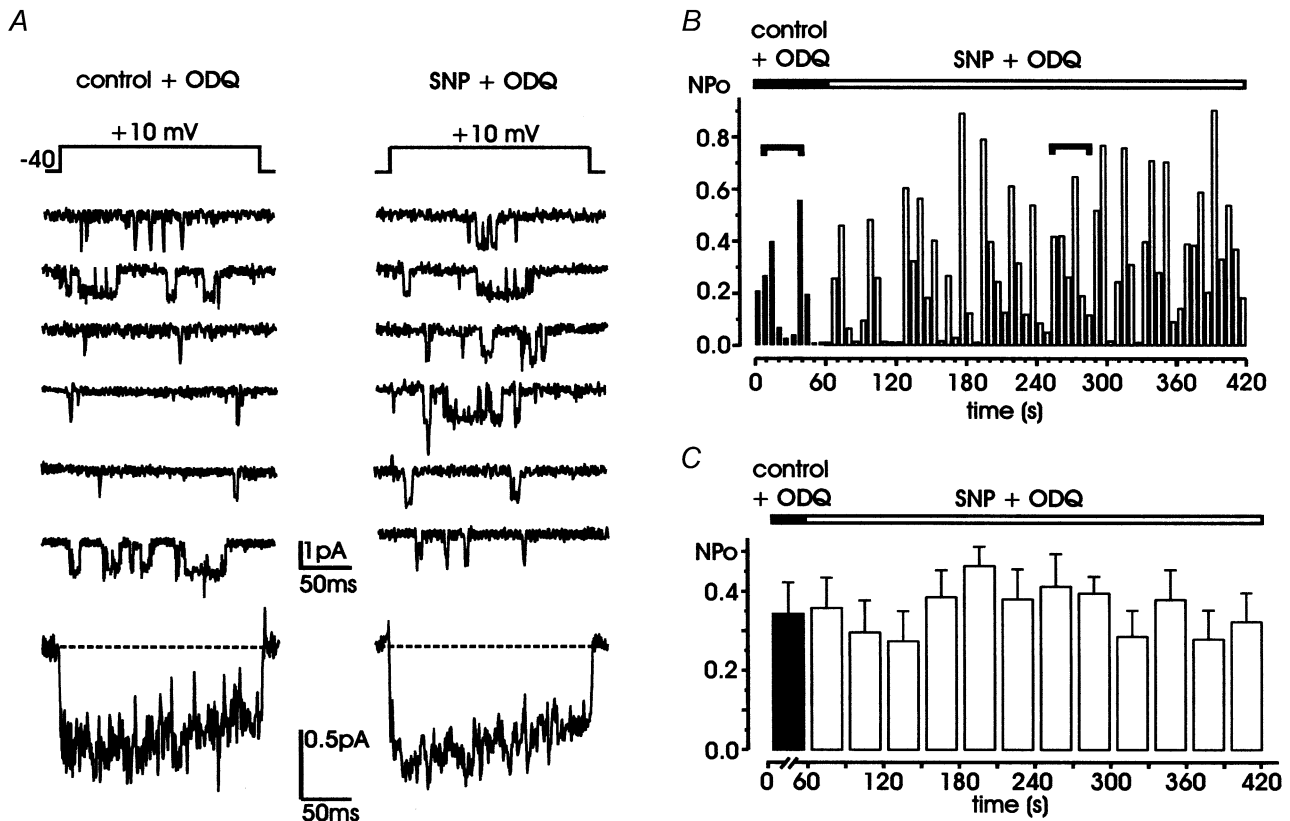 A
control + ODQ
SNP + ODQ
+10 mV
+10 mV
-40
1pA
50ms
0.5pA
50ms
B
control
+ ODQ
SNP + ODQ
NPo
0.8
0.6
0.4
0.2
0.0
0 60 120 180 240 300 360 420
time (s)
C
control
+ ODQ
SNP + ODQ
NPo
0.4
0.2
0.0
0 60 120 180 240 300 360 420
time (s)